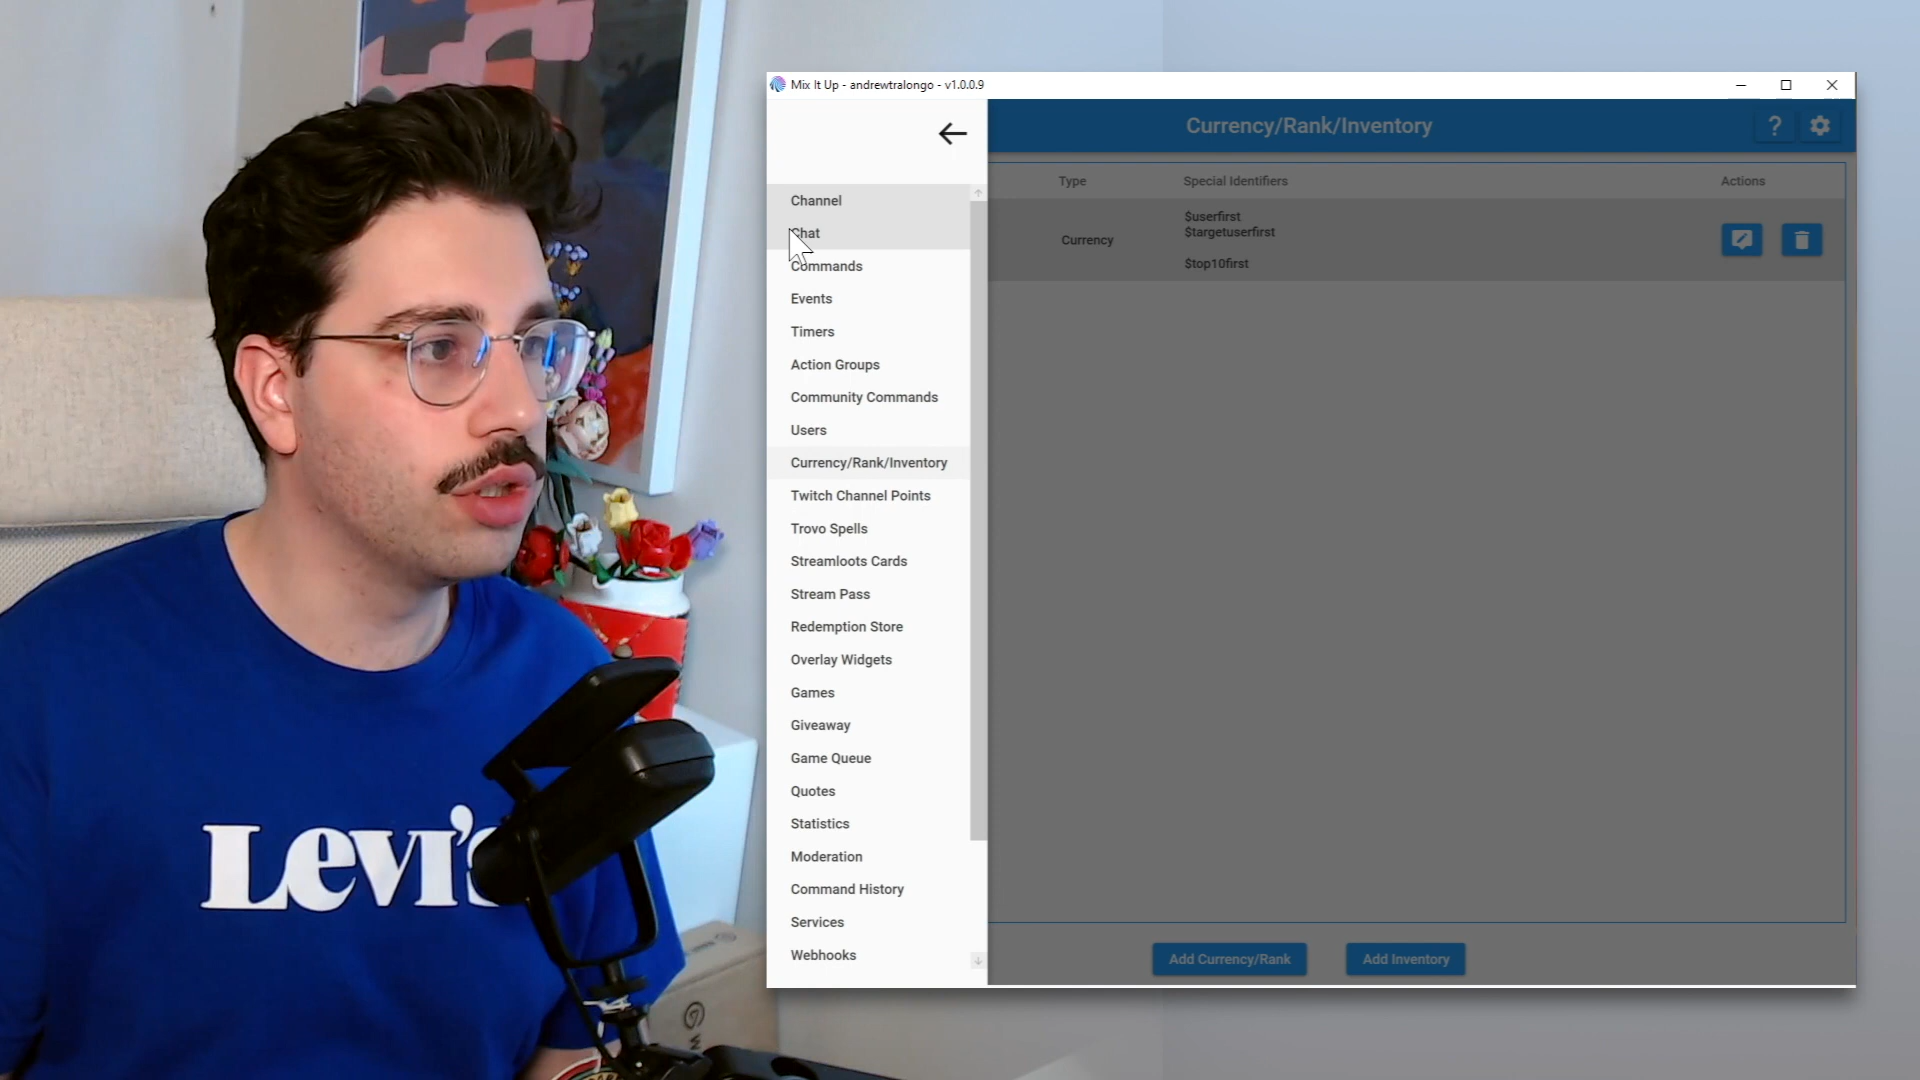 Mix It Up - andrewtralongo - v1.0.0.9
Currency/Rank/Inventory
?
Type
Special Identifiers
Actions
Currency
$userfirst
$targetuserfirst
$top10first
Channel
Chat
Commands
Events
Timers
Action Groups
Community Commands
Users
Currency/Rank/Inventory
Twitch Channel Points
Trovo Spells
Streamloots Cards
Stream Pass
Redemption Store
Overlay Widgets
Games
Giveaway
Game Queue
Quotes
Statistics
Moderation
Command History
Services
Webhooks
Add Currency/Rank
Add Inventory
Levi's